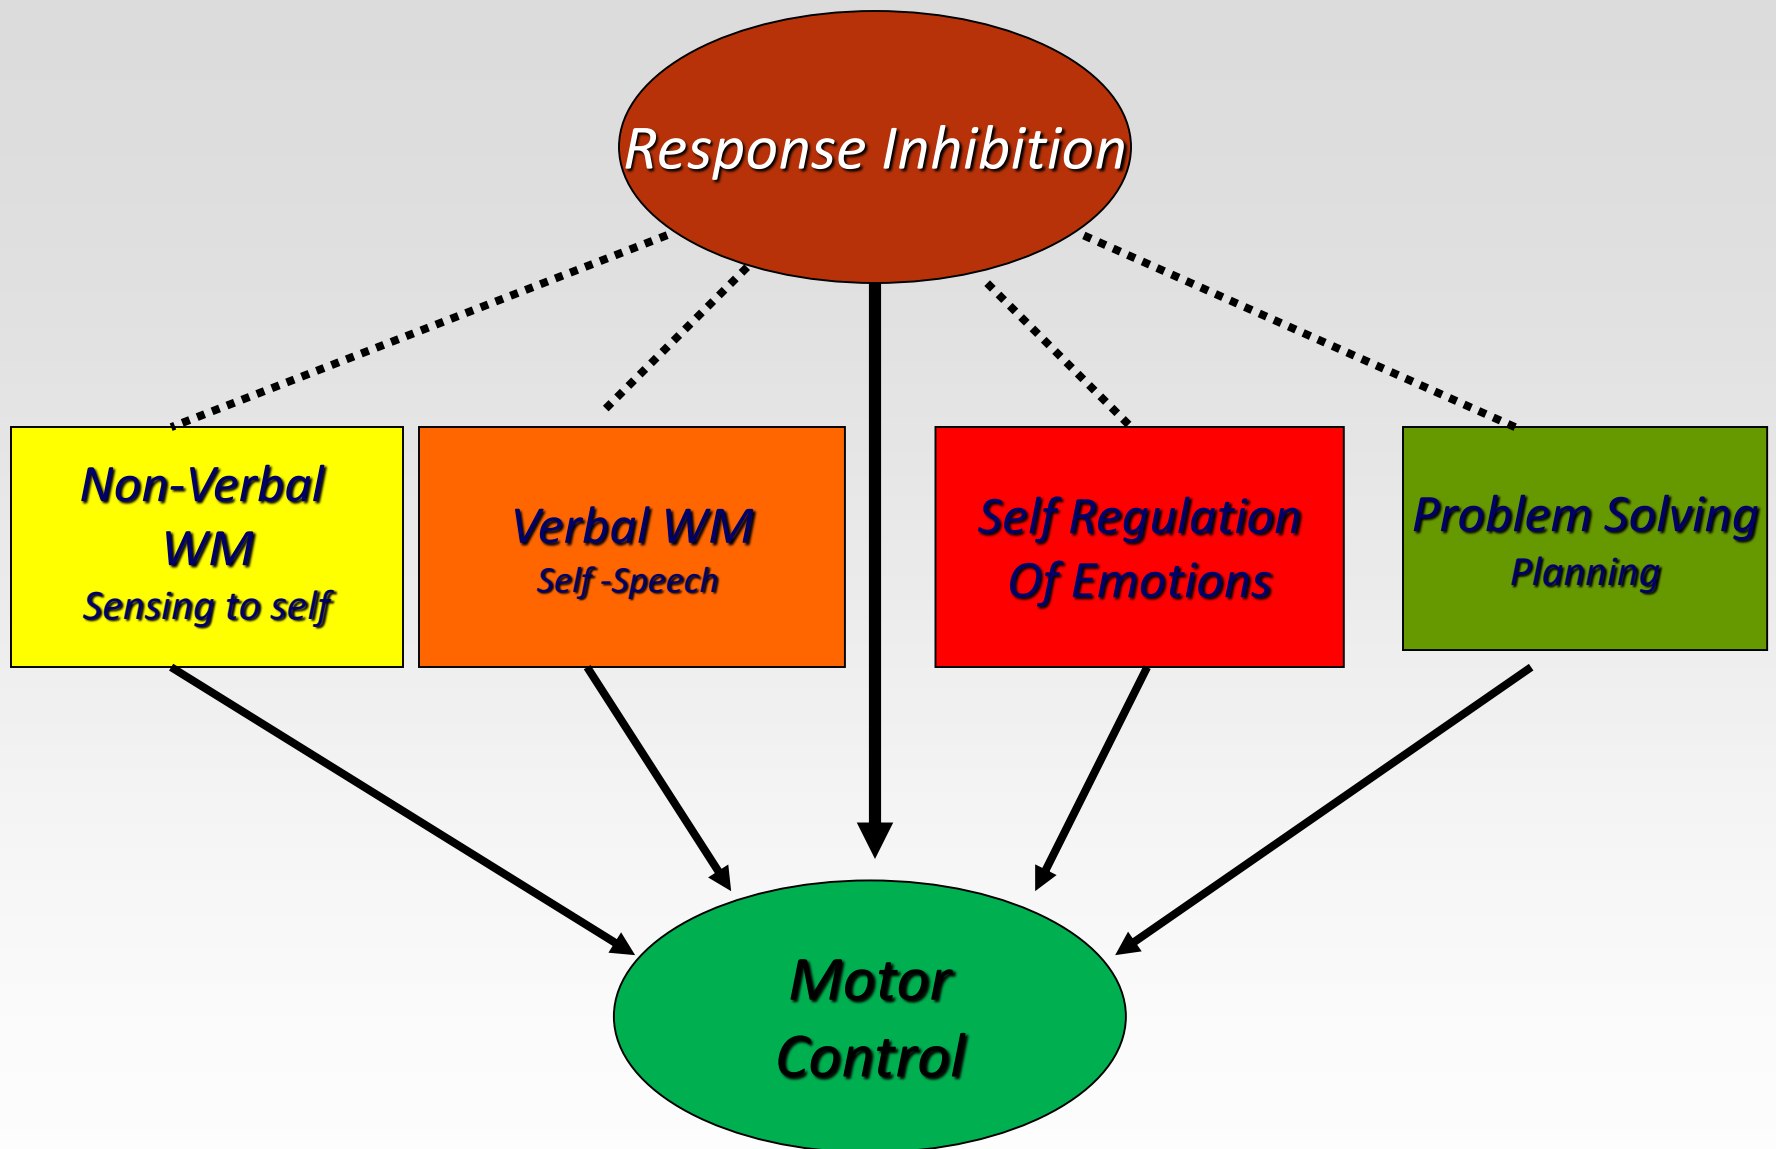 Response Inhibition
Non-Verbal
WM
Sensing to self
Verbal WM
Self -Speech
Self Regulation
Of Emotions
Problem Solving
Planning
Motor
Control